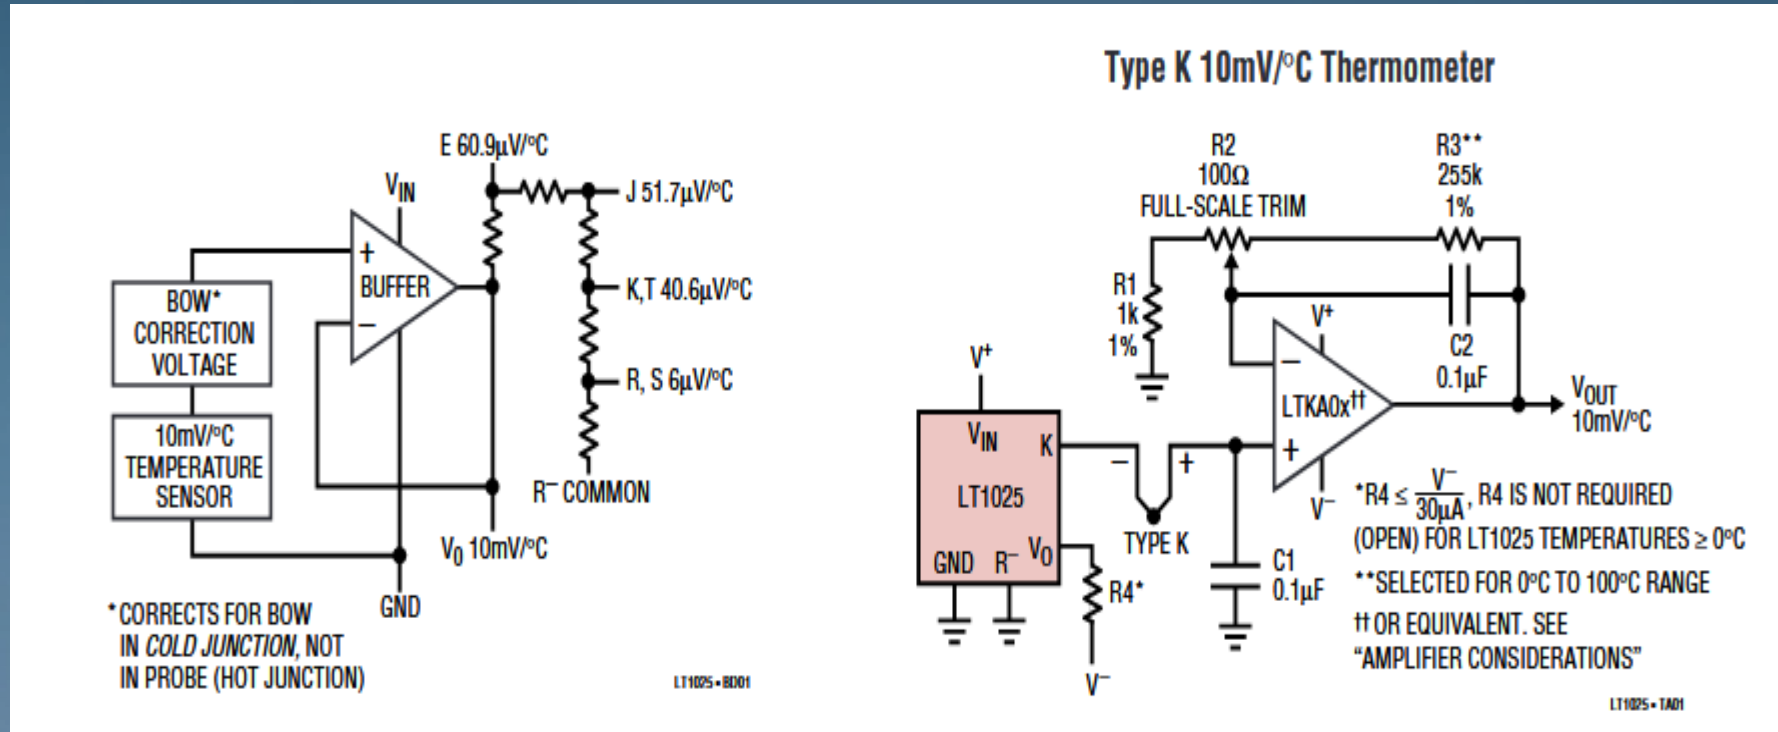 Type K 10mV/°C Thermometer
E 60.9µV/°C
VIN
J 51.7µV/°C
+
BUFFER
–
K,T 40.6µV/°C
BOW*
CORRECTION
VOLTAGE
R, S 6µV/°C
10mV/°C
TEMPERATURE
SENSOR
R– COMMON
V0 10mV/°C
GND
*CORRECTS FOR BOW
IN COLD JUNCTION, NOT
IN PROBE (HOT JUNCTION)
LT1025 • BD01
R2
100Ω
FULL-SCALE TRIM
R3**
255k
1%
R1
1k
1%
V+
C2
0.1µF
–
LTKA0x††
+
V–
VOUT
10mV/°C
V+
VIN
K
LT1025
GND
R–
VO
–
+
TYPE K
R4*
V–
C1
0.1µF
*R4 ≤ V–/30µA, R4 IS NOT REQUIRED
(OPEN) FOR LT1025 TEMPERATURES ≥ 0°C
**SELECTED FOR 0°C TO 100°C RANGE
†† OR EQUIVALENT. SEE
“AMPLIFIER CONSIDERATIONS”
LT1025 • TA01